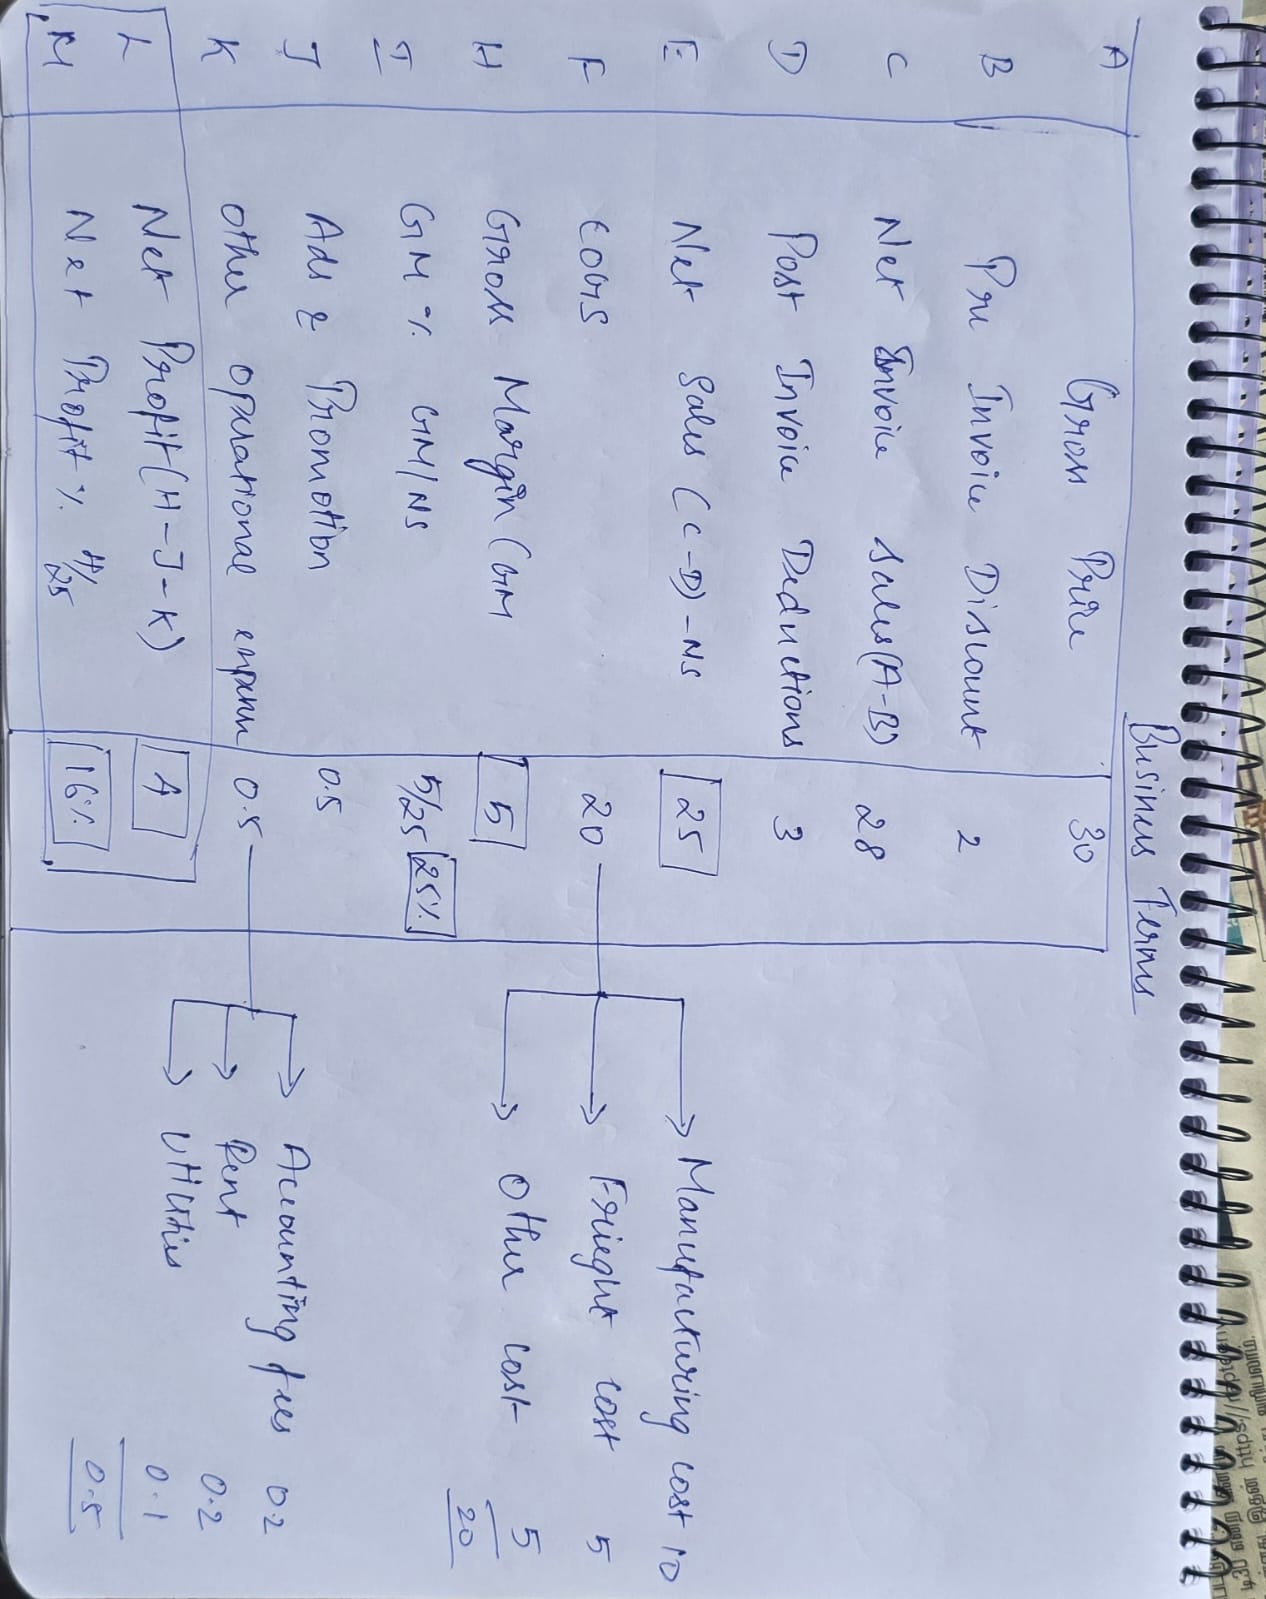 Business Terms
A Gross Price 30
B Pre Invoice Discount 2
C Net Invoice Sales (A-B) 28
D Post Invoice Deductions 3
E Net Sales (C-D) - NS 25
F COGS 20
Manufacturing cost 10
Frieght cost 5
Other cost 5
20
H Gross Margin (GM 5
I GM % GM/NS 5/25 25%
J Ads & Promotion 0.5
K Other operational expense 0.5
Accounting fees 0.2
Rent 0.2
Utilities 0.1
0.5
L Net Profit (H-J-K) 4
M Net Profit % 4/25 16%